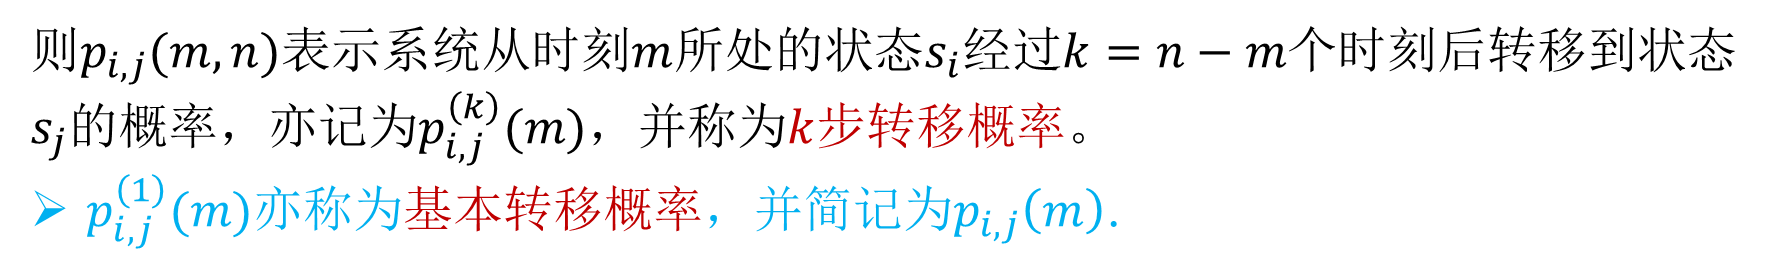 则p_{i,j}(m, n)表示系统从时刻m所处的状态s_i经过k = n − m个时刻后转移到状态
s_j的概率，亦记为p_{i,j}^{(k)}(m)，并称为k步转移概率。
➢ p_{i,j}^{(1)}(m)亦称为基本转移概率，并简记为p_{i,j}(m).